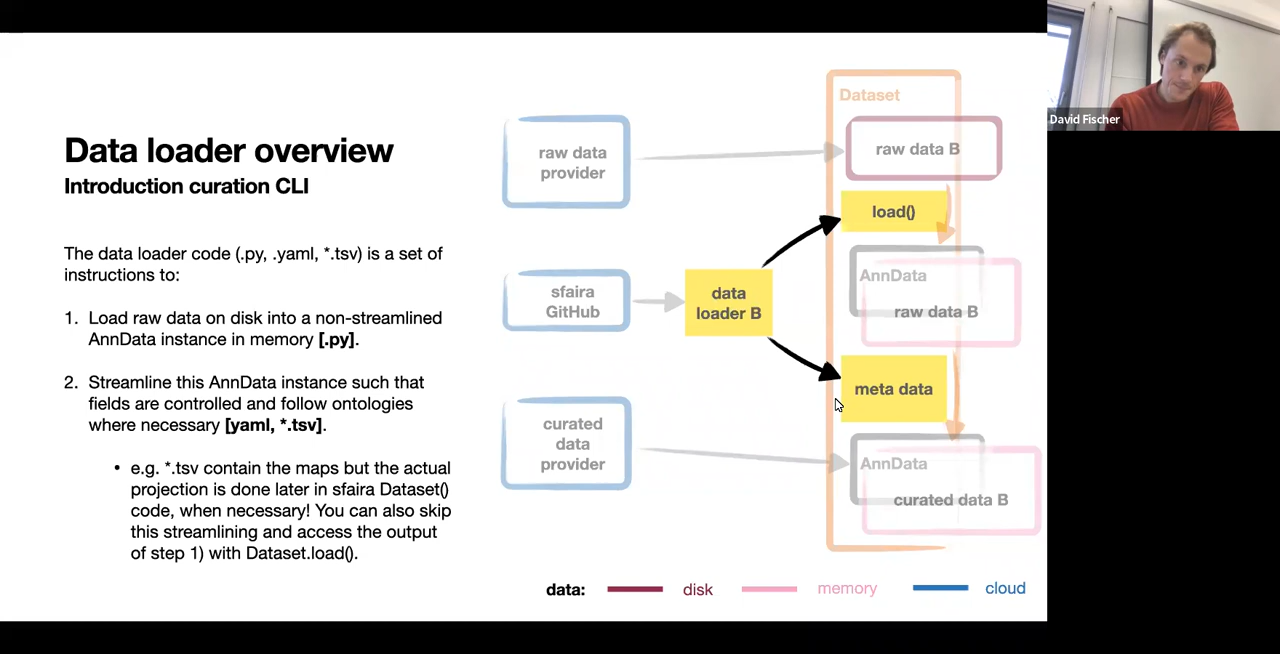 Data loader overview
Introduction curation CLI
The data loader code (.py, .yaml, *.tsv) is a set of
instructions to:
1. Load raw data on disk into a non-streamlined
AnnData instance in memory [.py].
2. Streamline this AnnData instance such that
fields are controlled and follow ontologies
where necessary [yaml, *.tsv].
• e.g. *.tsv contain the maps but the actual
projection is done later in sfaira Dataset()
code, when necessary! You can also skip
this streamlining and access the output
of step 1) with Dataset.load().
raw data
provider
sfaira
GitHub
curated
data
provider
data
loader B
Dataset
raw data B
load()
AnnData
raw data B
meta data
AnnData
curated data B
data:
disk
memory
cloud
David Fischer